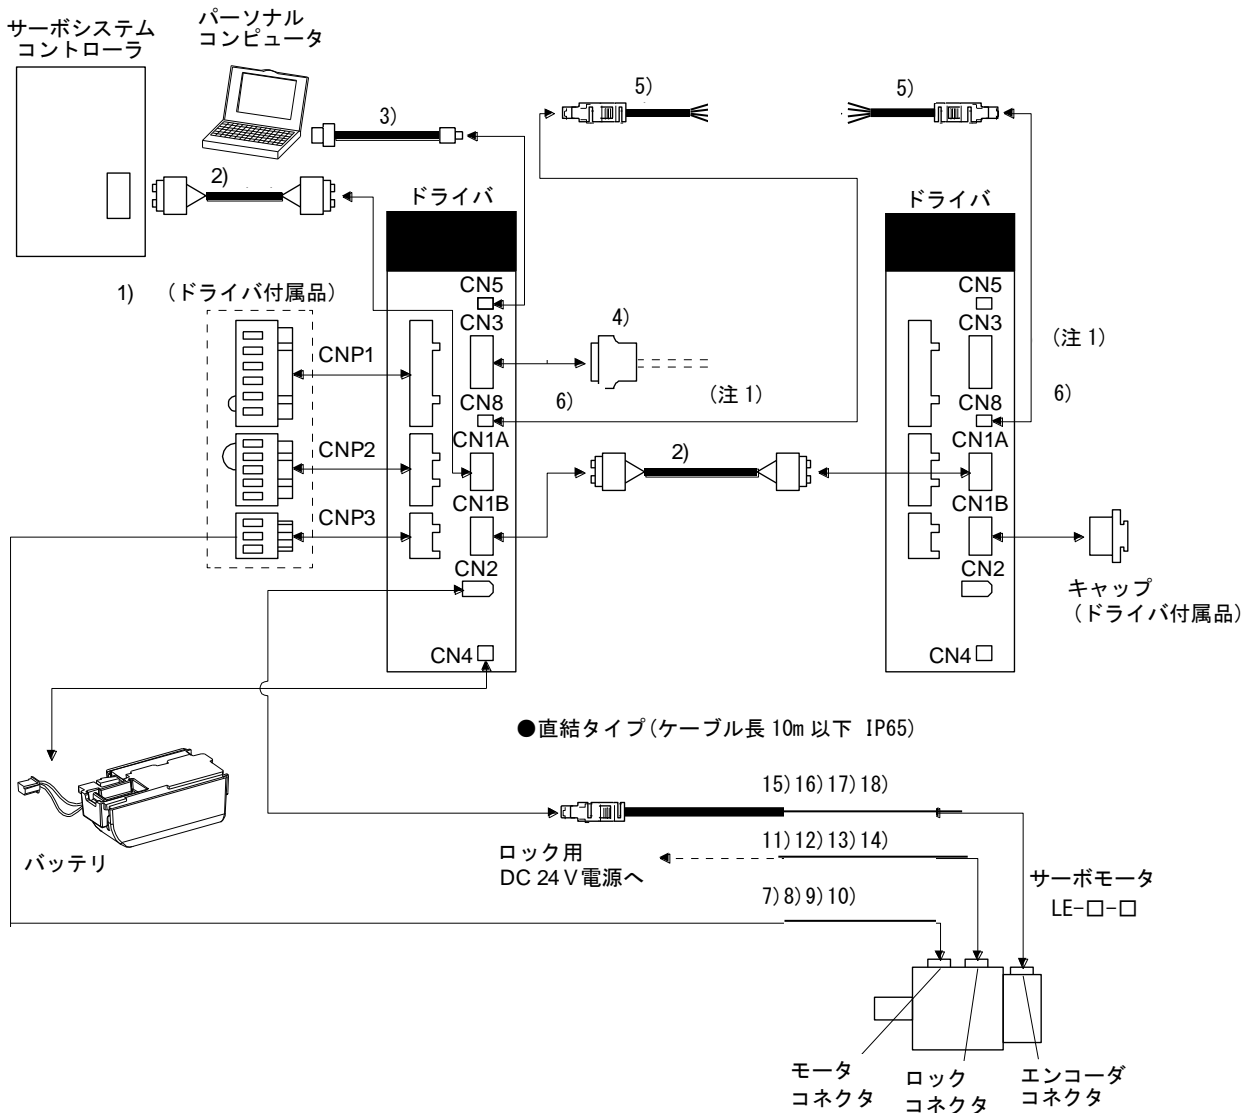 サーボシステム
コントローラ
パーソナル
コンピュータ
3)
5)
5)
2)
ドライバ
ドライバ
1) （ドライバ付属品）
CN5
CN5
CN3
CN3
4)
(注 1)
CNP1
CN8
6)
(注 1)
CN8
6)
CN1A
CN1A
CNP2
2)
CN1B
CN1B
CNP3
CN2
CN2
キャップ
（ドライバ付属品）
CN4
CN4
●直結タイプ(ケーブル長 10m 以下 IP65)
15)16)17)18)
バッテリ
ロック用
DC 24 V 電源へ
11)12)13)14)
サーボモータ
LE-□-□
7)8)9)10)
モータ
コネクタ
ロック
コネクタ
エンコーダ
コネクタ